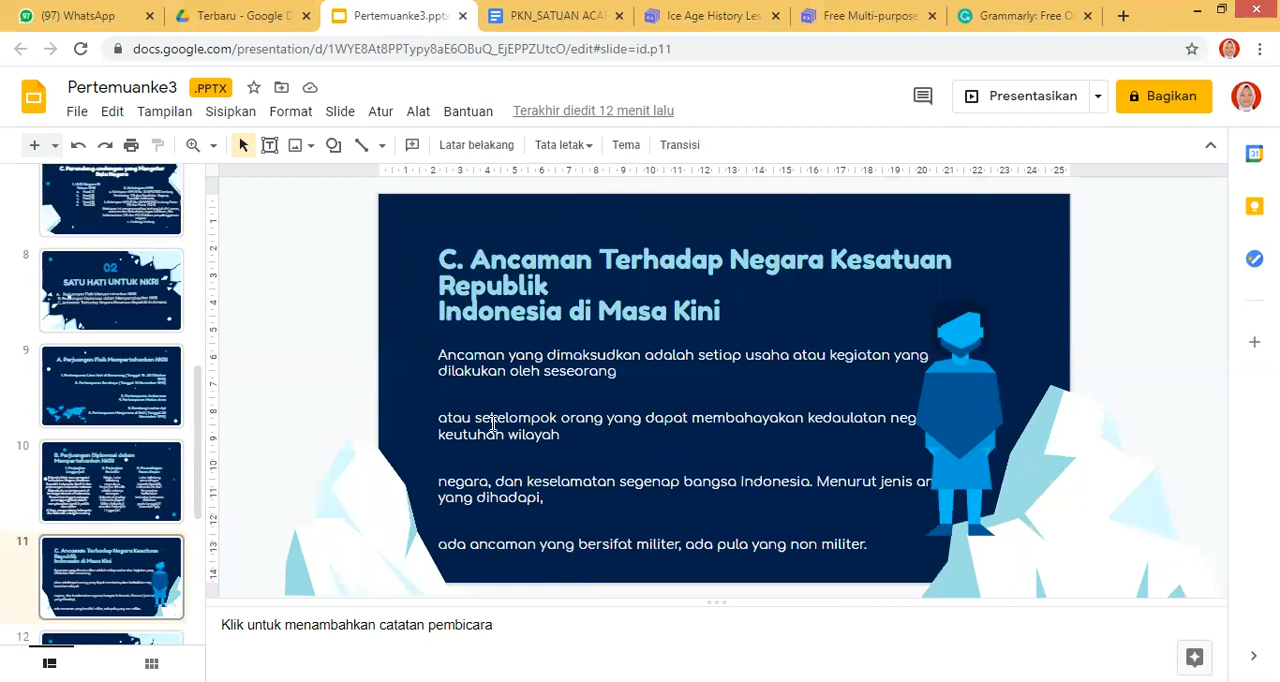 (97) WhatsApp
Terbaru - Google D
Pertemuanke3.pptx
PKN_SATUAN ACA
Ice Age History Les
Free Multi-purpose
Grammarly: Free O
docs.google.com/presentation/d/1WYE8At8PPTypy8aE6OBuQ_EjEPPZUtcO/edit#slide=id.p11
Pertemuanke3 .PPTX
File Edit Tampilan Sisipkan Format Slide Atur Alat Bantuan Terakhir diedit 12 menit lalu
Presentasikan
Bagikan
Latar belakang Tata letak Tema Transisi
8
02
SATU HATI UNTUK NKRI
9
A. Perjuangan Fisik Mempertahankan NKRI
10
B. Perjuangan Diplomasi dalam
Mempertahankan NKRI
11
C. Ancaman Terhadap Negara Kesatuan
Republik
Indonesia di Masa Kini
12
C. Ancaman Terhadap Negara Kesatuan
Republik
Indonesia di Masa Kini
Ancaman yang dimaksudkan adalah setiap usaha atau kegiatan yang
dilakukan oleh seseorang
atau sekelompok orang yang dapat membahayakan kedaulatan neg
keutuhan wilayah
negara, dan keselamatan segenap bangsa Indonesia. Menurut jenis an
yang dihadapi,
ada ancaman yang bersifat militer, ada pula yang non militer.
Klik untuk menambahkan catatan pembicara